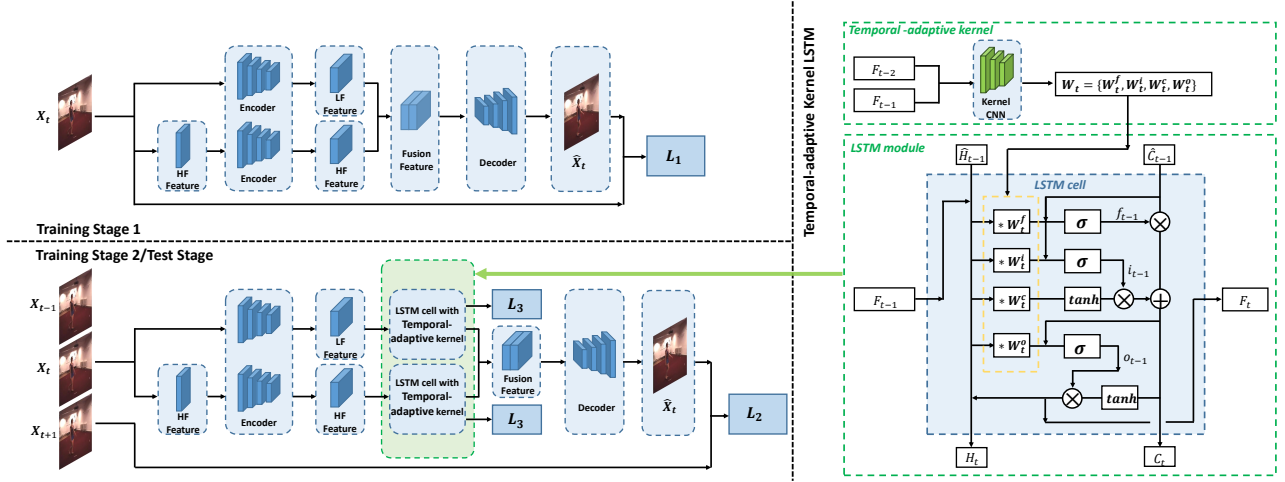 X_t
Encoder
LF
Feature
HF
Feature
Encoder
HF
Feature
Fusion
Feature
Decoder
X̂_t
L_1
Training Stage 1
Training Stage 2/Test Stage
X_{t-1}
X_t
X_{t+1}
HF
Feature
Encoder
Encoder
LF
Feature
HF
Feature
LSTM cell with
Temporal-
adaptive kernel
LSTM cell with
Temporal-
adaptive kernel
L_3
L_3
Fusion
Feature
Decoder
X̂_t
L_2
Temporal-adaptive Kernel LSTM
Temporal -adaptive kernel
F_{t-2}
F_{t-1}
Kernel
CNN
W_t = {W_t^f, W_t^i, W_t^c, W_t^o}
LSTM module
Ĥ_{t-1}
Ĉ_{t-1}
LSTM cell
* W_t^f
σ
f_{t-1}
* W_t^i
σ
i_{t-1}
F_{t-1}
* W_t^c
tanh
F_t
* W_t^o
σ
o_{t-1}
tanh
H_t
C_t